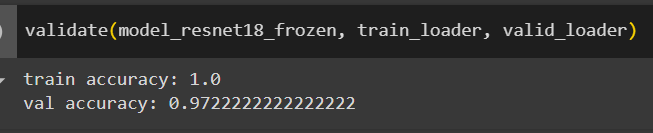 validate(model_resnet18_frozen, train_loader, valid_loader)
train accuracy: 1.0
val accuracy: 0.9722222222222222